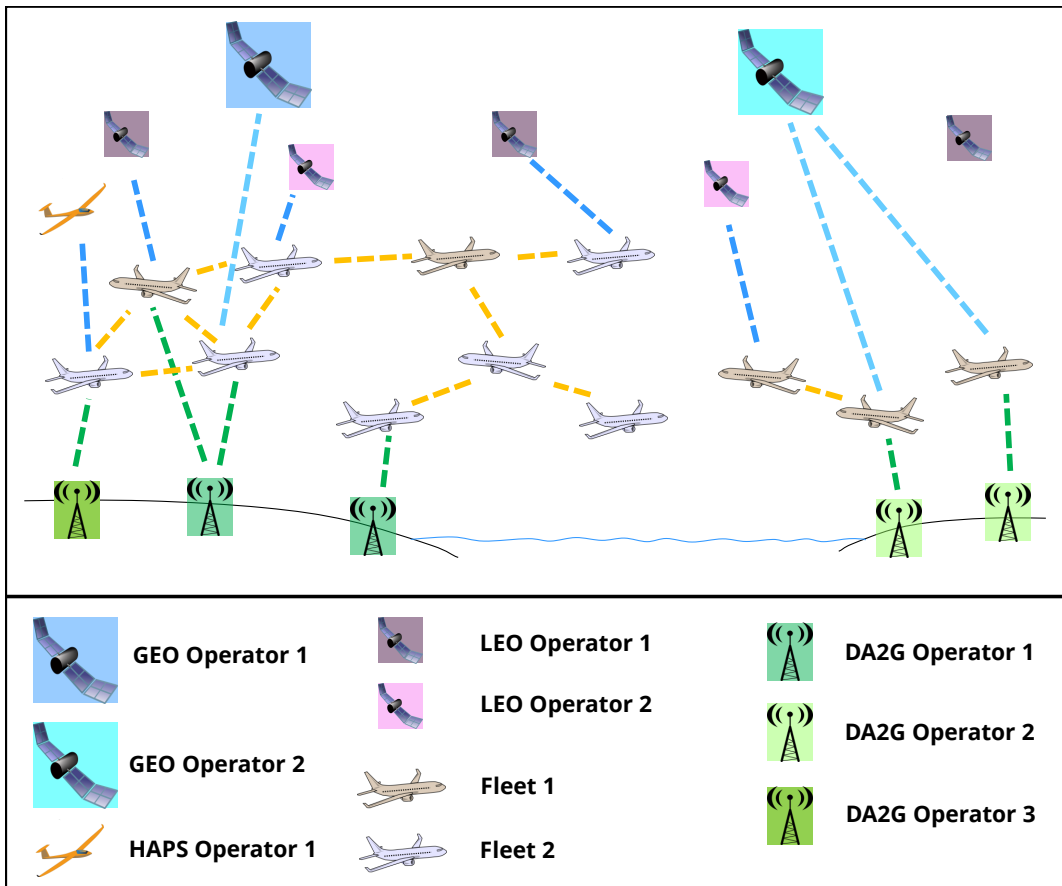 GEO Operator 1
GEO Operator 2
HAPS Operator 1
LEO Operator 1
LEO Operator 2
Fleet 1
Fleet 2
DA2G Operator 1
DA2G Operator 2
DA2G Operator 3